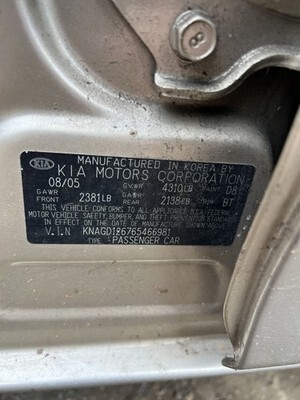 MANUFACTURED IN KOREA BY
KIA KIA MOTORS CORPORATION
08/05 GVWR 4310LB PAINT D8
GAWR FRONT 2381LB GAWR REAR 2138LB TRIM BT
THIS VEHICLE CONFORMS TO ALL APPLICABLE U.S.A FEDERAL
MOTOR VEHICLE SAFETY, BUMPER, AND THEFT PREVENTION STANDARDS
IN EFFECT ON THE DATE OF MANUFACTURE SHOWN ABOVE.
V.I.N KNAGD126765466981
TYPE : PASSENGER CAR